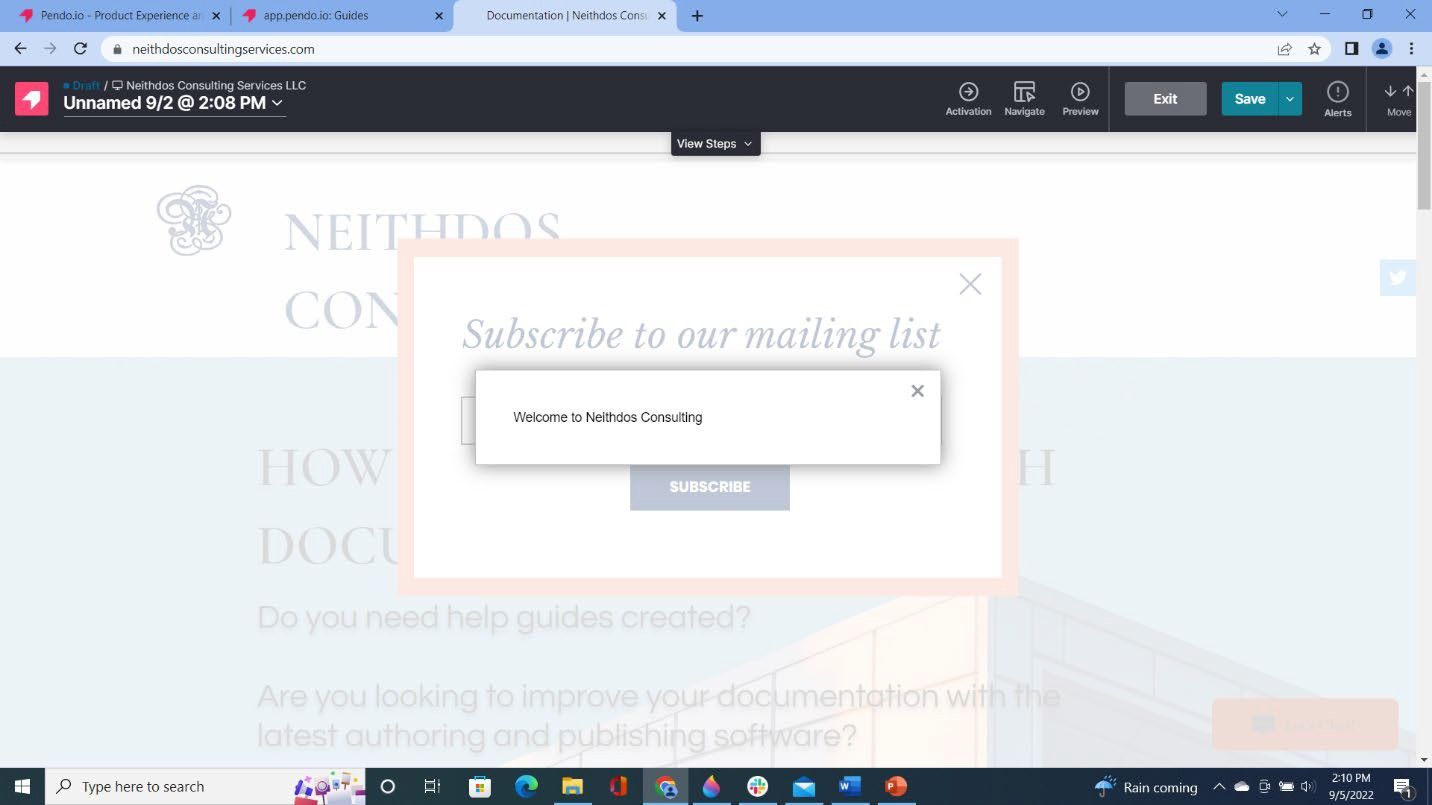 Pendo.io - Product Experience an
app.pendo.io: Guides
Documentation | Neithdos Consu
neithdosconsultingservices.com
Draft / Neithdos Consulting Services LLC
Unnamed 9/2 @ 2:08 PM
Activation
Navigate
Preview
Exit
Save
Alerts
Move
View Steps
NEITHDOS
CON
Subscribe to our mailing list
Welcome to Neithdos Consulting
SUBSCRIBE
HOW H
DOCU
Do you need help guides created?
Are you looking to improve your documentation with the
latest authoring and publishing software?
Type here to search
Rain coming
2:10 PM
9/5/2022
1